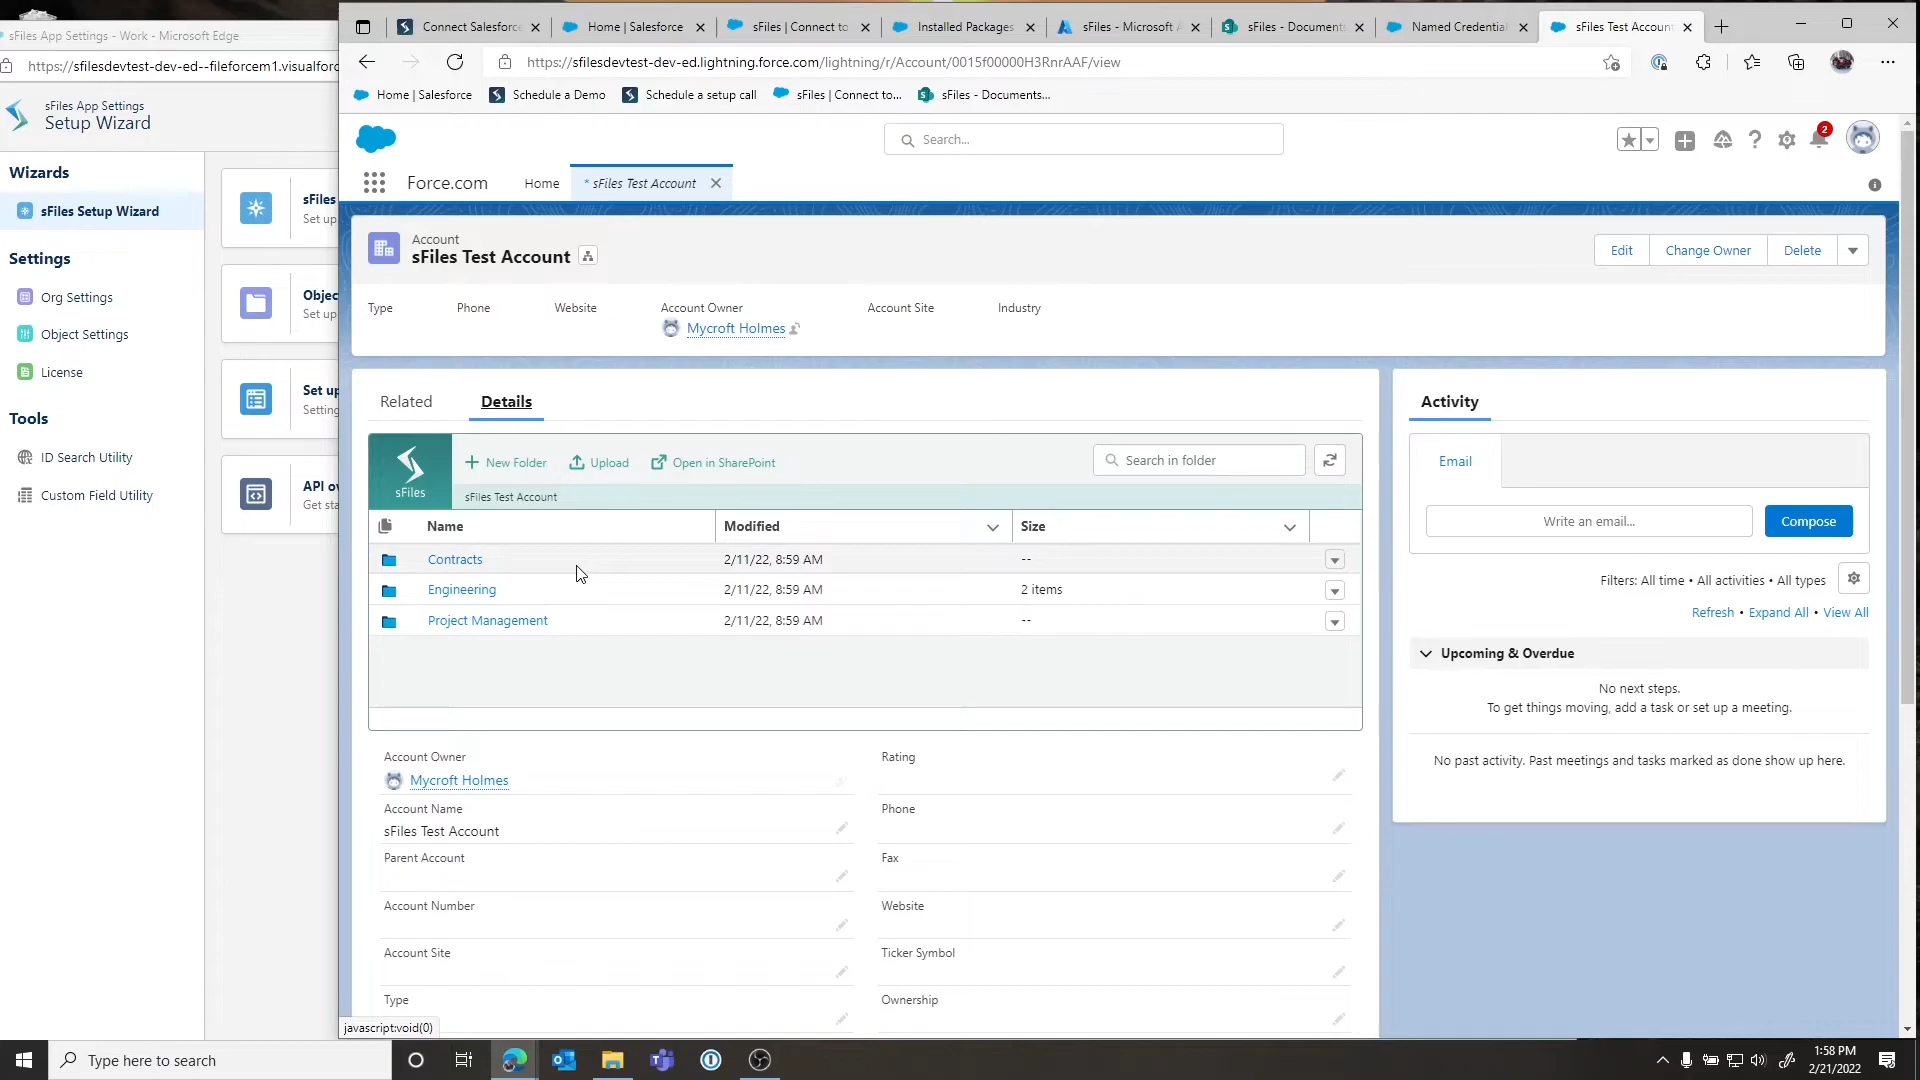 sFiles App Settings - Work - Microsoft Edge
https://sfilesdevtest-dev-ed--fileforcem1.visualforc
sFiles App Settings
Setup Wizard
Wizards
sFiles Setup Wizard
Settings
Org Settings
Object Settings
License
Tools
ID Search Utility
Custom Field Utility
sFiles
Set up
Objec
Set up
Set up
Setting
API ov
Get sta
Connect Salesforce
Home | Salesforce
sFiles | Connect to
Installed Packages
sFiles - Microsoft A
sFiles - Documents
Named Credential
sFiles Test Account
https://sfilesdevtest-dev-ed.lightning.force.com/lightning/r/Account/0015f00000H3RnrAAF/view
Home | Salesforce
Schedule a Demo
Schedule a setup call
sFiles | Connect to...
sFiles - Documents...
Search...
2
Force.com
Home
* sFiles Test Account
Account
sFiles Test Account
Edit
Change Owner
Delete
Type
Phone
Website
Account Owner
Account Site
Industry
Mycroft Holmes
Related
Details
sFiles
New Folder
Upload
Open in SharePoint
Search in folder
sFiles Test Account
Name
Modified
Size
Contracts
2/11/22, 8:59 AM
--
Engineering
2/11/22, 8:59 AM
2 items
Project Management
2/11/22, 8:59 AM
--
Account Owner
Mycroft Holmes
Account Name
sFiles Test Account
Parent Account
Account Number
Account Site
Type
Rating
Phone
Fax
Website
Ticker Symbol
Ownership
Activity
Email
Write an email...
Compose
Filters: All time • All activities • All types
Refresh • Expand All • View All
Upcoming & Overdue
No next steps.
To get things moving, add a task or set up a meeting.
No past activity. Past meetings and tasks marked as done show up here.
javascript:void(0)
Type here to search
1:58 PM
2/21/2022